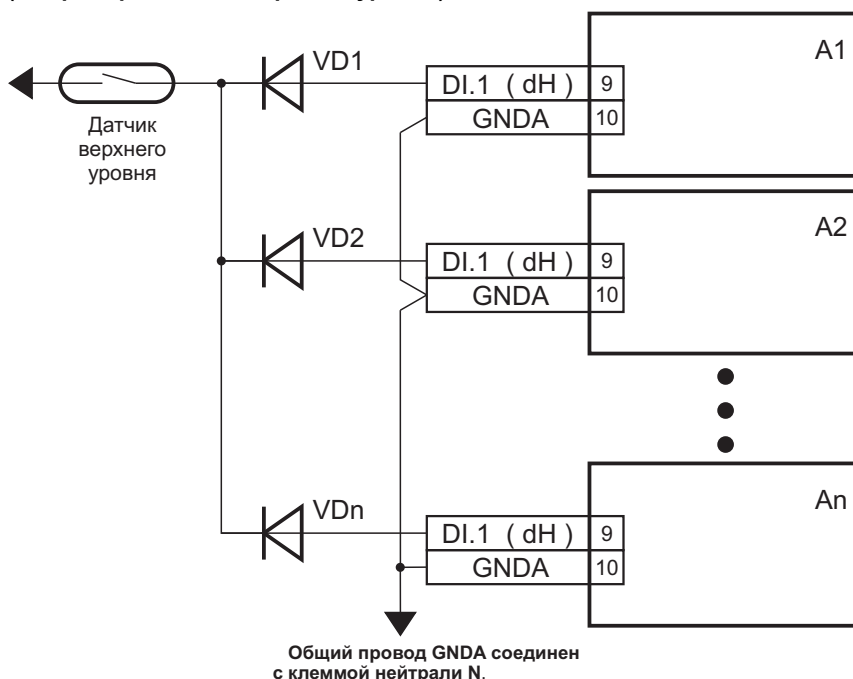 A1
VD1
DI.1 ( dH ) 9
GNDA 10
Датчик
верхнего
уровня
A2
VD2
DI.1 ( dH ) 9
GNDA 10
An
VDn
DI.1 ( dH ) 9
GNDA 10
Общий провод GNDA соединен
с клеммой нейтрали N.